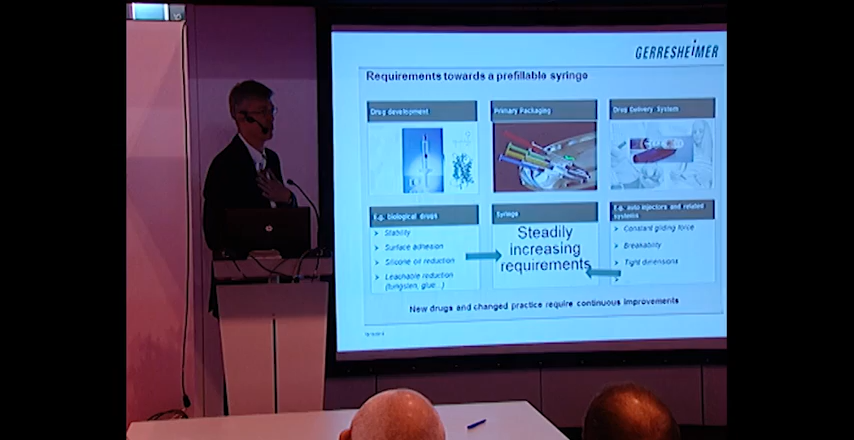 GERRESHEIMER
Requirements towards a prefillable syringe
Drug development
Primary Packaging
Drug Delivery System
E.g. biological drugs
➤ Stability
➤ Surface adhesion
➤ Silicone oil reduction
➤ Leachable reduction
(tungsten, glue...)
Syringe
Steadily
increasing
requirements
E.g. auto injectors and related
systems
➤ Constant gliding force
➤ Breakability
➤ Tight dimensions
➤
New drugs and changed practice require continuous improvements